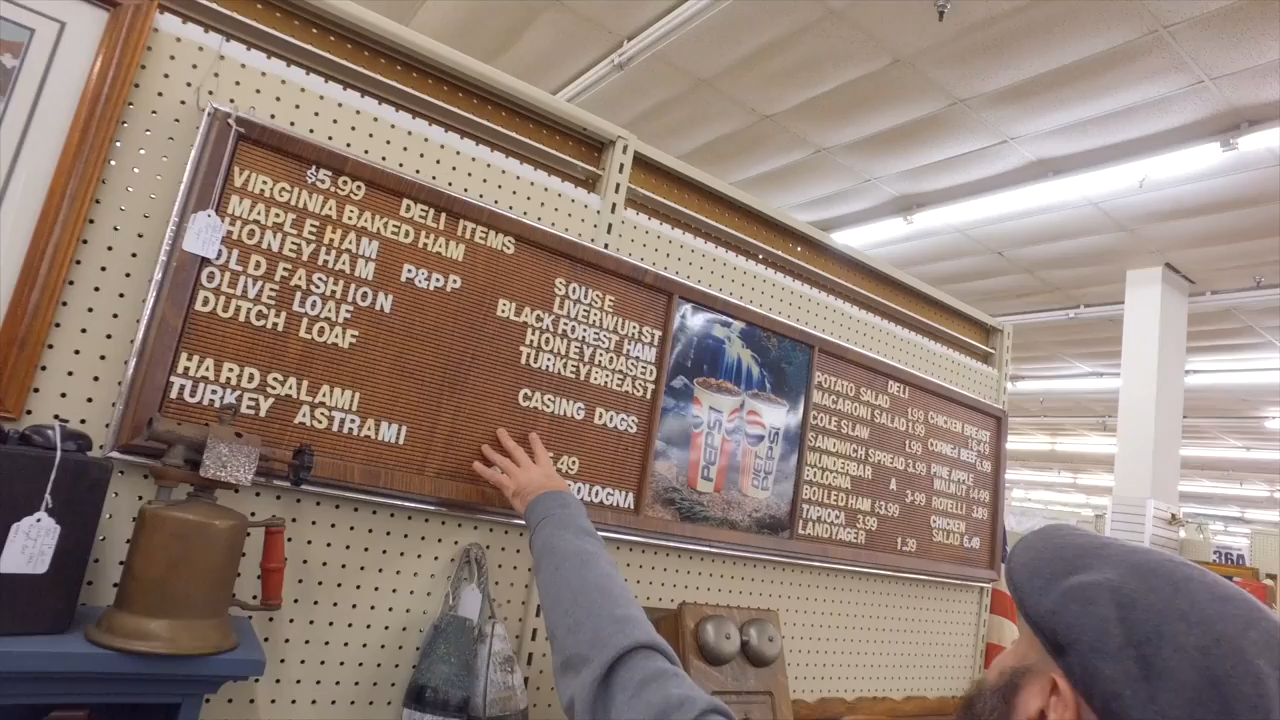 $5.99
DELI ITEMS
VIRGINIA BAKED HAM
MAPLE HAM
HONEY HAM P&PP
OLD FASHION
OLIVE LOAF
DUTCH LOAF
HARD SALAMI
TURKEY ASTRAMI
SOUSE
LIVERWURST
BLACK FOREST HAM
HONEY ROASED
TURKEY BREAST
CASING DOGS
.49
BOLOGNA
PEPSI
DIET PEPSI
DELI
POTATO SALAD 1.99
MACARONI SALAD 1.99
COLE SLAW 1.99
SANDWICH SPREAD 3.99
WUNDERBAR A
BOLOGNA 3.99
BOILED HAM $3.99
TAPIOCA 3.99
LANDYAGER 1.39
CHICKEN BREAST
CORNED BEEF 6.99
PINE APPLE
WALNUT $4.99
ROTELLI 3.89
CHICKEN
SALAD 6.49
36A